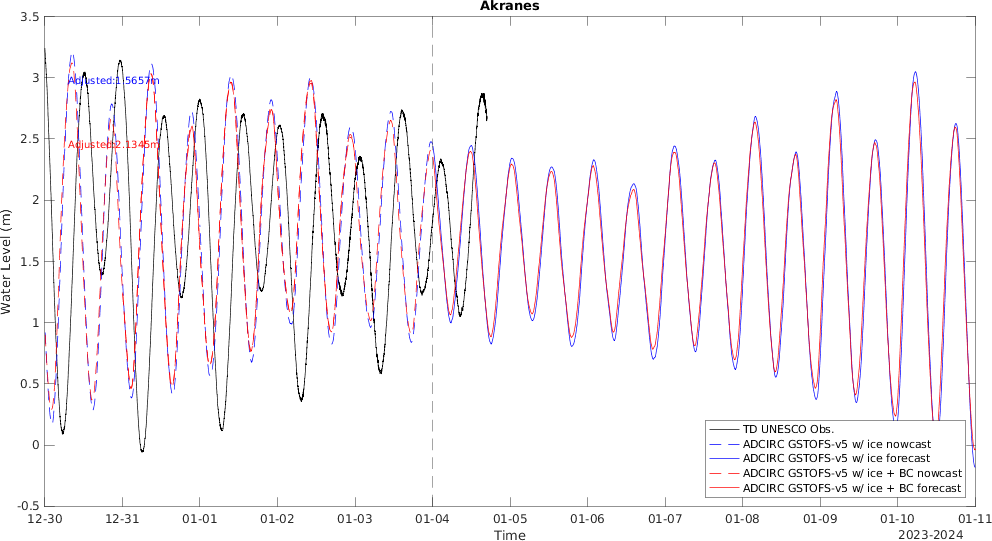 Akranes
3.5
3
2.5
2
1.5
1
0.5
0
-0.5
Water Level (m)
Adjusted:1.5657m
Adjusted:2.1345m
TD UNESCO Obs.
ADCIRC GSTOFS-v5 w/ ice nowcast
ADCIRC GSTOFS-v5 w/ ice forecast
ADCIRC GSTOFS-v5 w/ ice + BC nowcast
ADCIRC GSTOFS-v5 w/ ice + BC forecast
12-30 12-31 01-01 01-02 01-03 01-04 01-05 01-06 01-07 01-08 01-09 01-10 01-11
Time
2023-2024